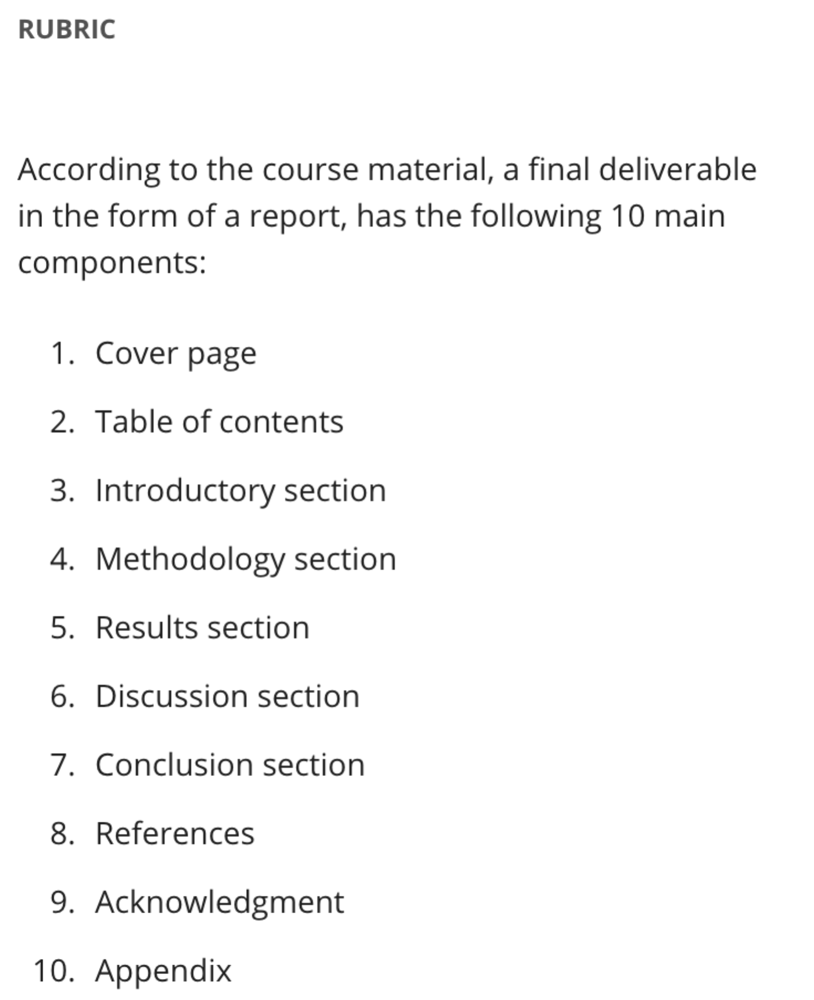 RUBRIC
According to the course material, a final deliverable
in the form of a report, has the following 10 main
components:
1. Cover page
2. Table of contents
3. Introductory section
4. Methodology section
5. Results section
6. Discussion section
7. Conclusion section
8. References
9. Acknowledgment
10. Appendix